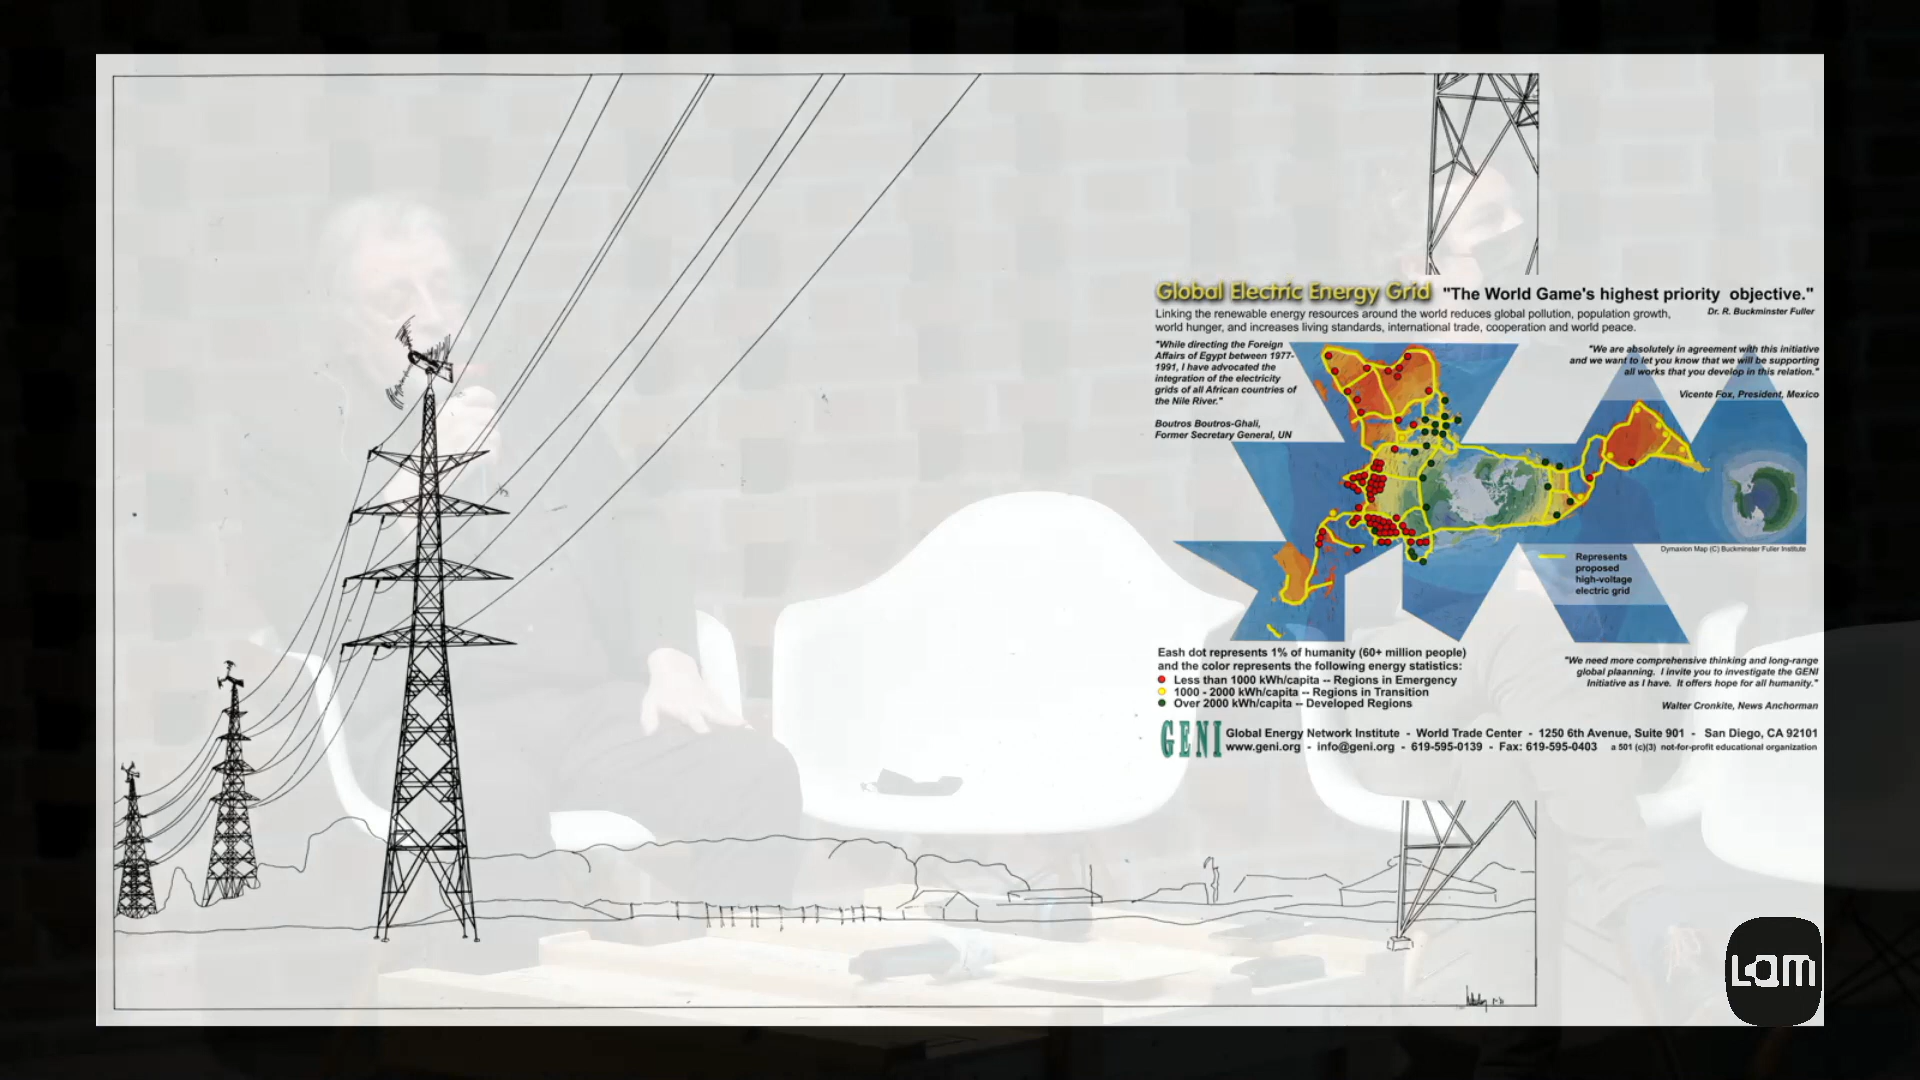 Global Electric Energy Grid "The World Game's highest priority objective."
Dr. R. Buckminster Fuller
Linking the renewable energy resources around the world reduces global pollution, population growth,
world hunger, and increases living standards, international trade, cooperation and world peace.
"While directing the Foreign
Affairs of Egypt between 1977-
1991, I have advocated the
integration of the electricity
grids of all African countries of
the Nile River."
Boutros Boutros-Ghali,
Former Secretary General, UN
"We are absolutely in agreement with this initiative
and we want to let you know that we will be supporting
all works that you develop in this relation."
Vicente Fox, President, Mexico
Dymaxion Map (C) Buckminster Fuller Institute
Represents
proposed
high-voltage
electric grid
Eash dot represents 1% of humanity (60+ million people)
and the color represents the following energy statistics:
Less than 1000 kWh/capita -- Regions in Emergency
1000 - 2000 kWh/capita -- Regions in Transition
Over 2000 kWh/capita -- Developed Regions
"We need more comprehensive thinking and long-range
global plaanning. I invite you to investigate the GENI
Initiative as I have. It offers hope for all humanity."
Walter Cronkite, News Anchorman
GENI
Global Energy Network Institute - World Trade Center - 1250 6th Avenue, Suite 901 - San Diego, CA 92101
www.geni.org - info@geni.org - 619-595-0139 - Fax: 619-595-0403 a 501 (c)(3) not-for-profit educational organization
Lam